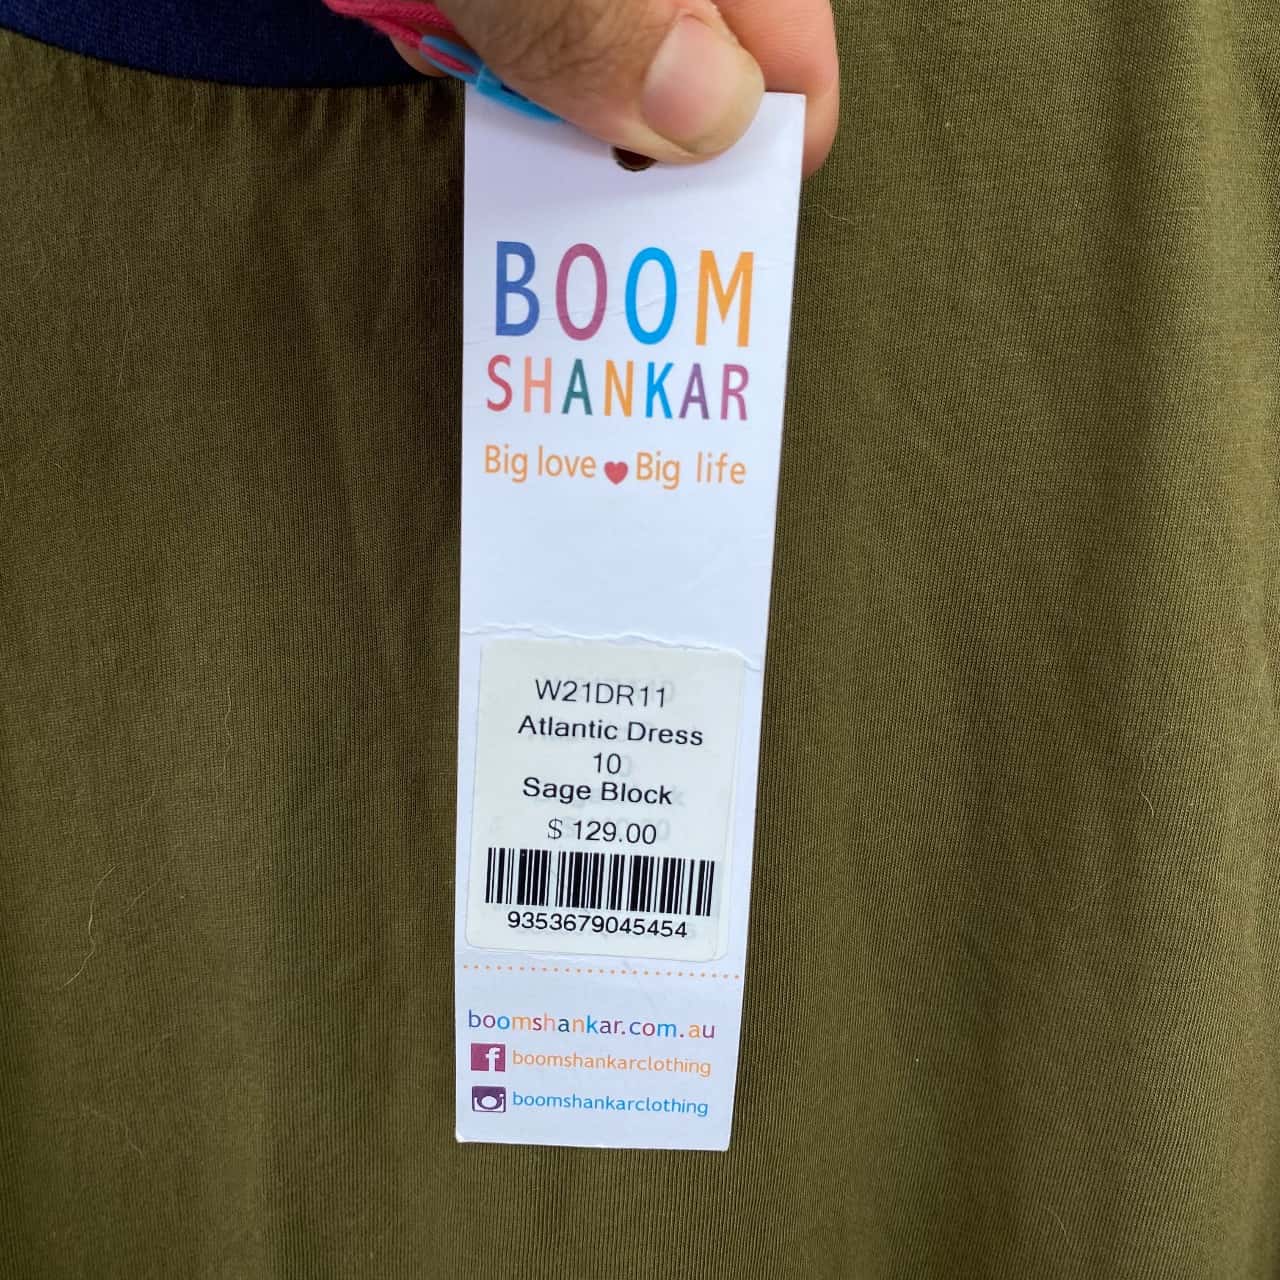 BOOM
SHANKAR
Big love Big life
W21DR11
Atlantic Dress
10
Sage Block
$ 129.00
9353679045454
boomshankar.com.au
f boomshankarclothing
boomshankarclothing